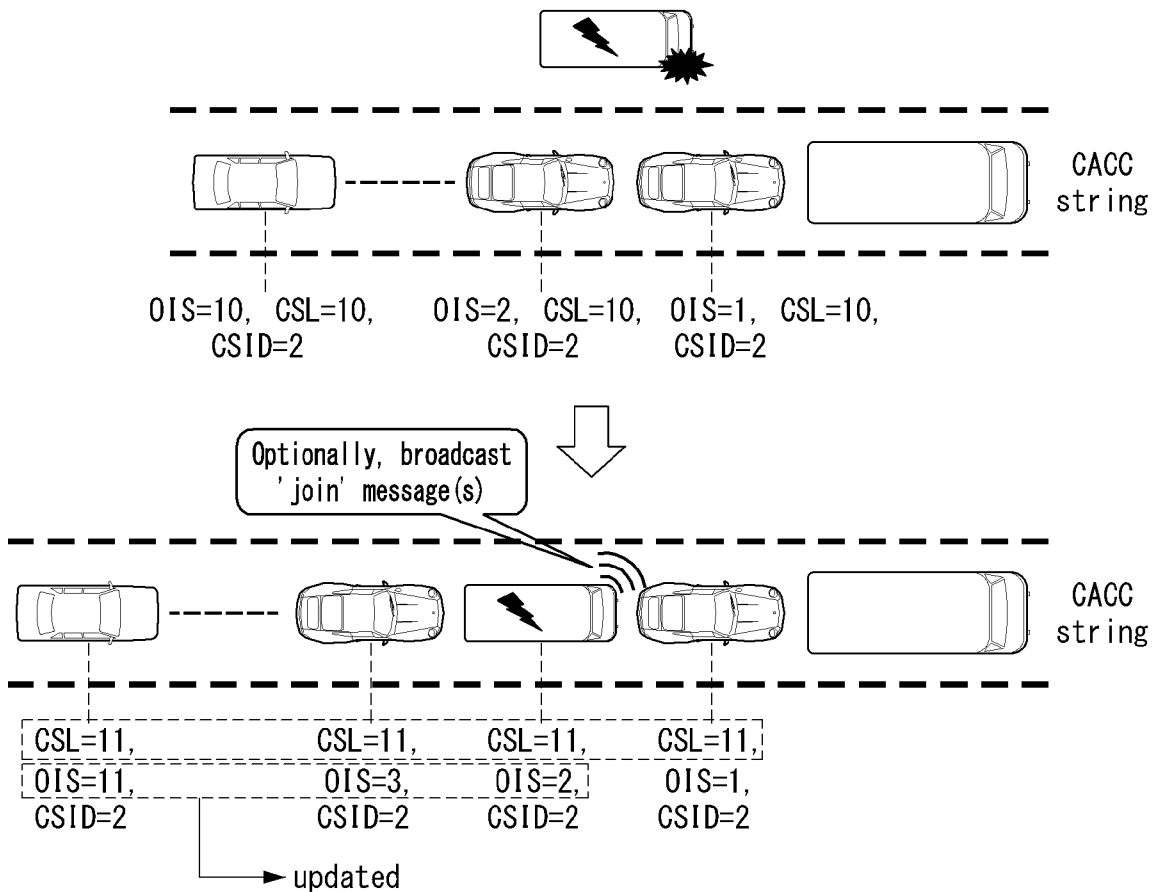 CACC
string
OIS=10, CSL=10,
CSID=2
OIS=2, CSL=10,
CSID=2
OIS=1, CSL=10,
CSID=2
Optionally, broadcast
'join' message(s)
CACC
string
CSL=11, CSL=11, CSL=11, CSL=11,
OIS=11, OIS=3, OIS=2, OIS=1,
CSID=2 CSID=2 CSID=2 CSID=2
updated